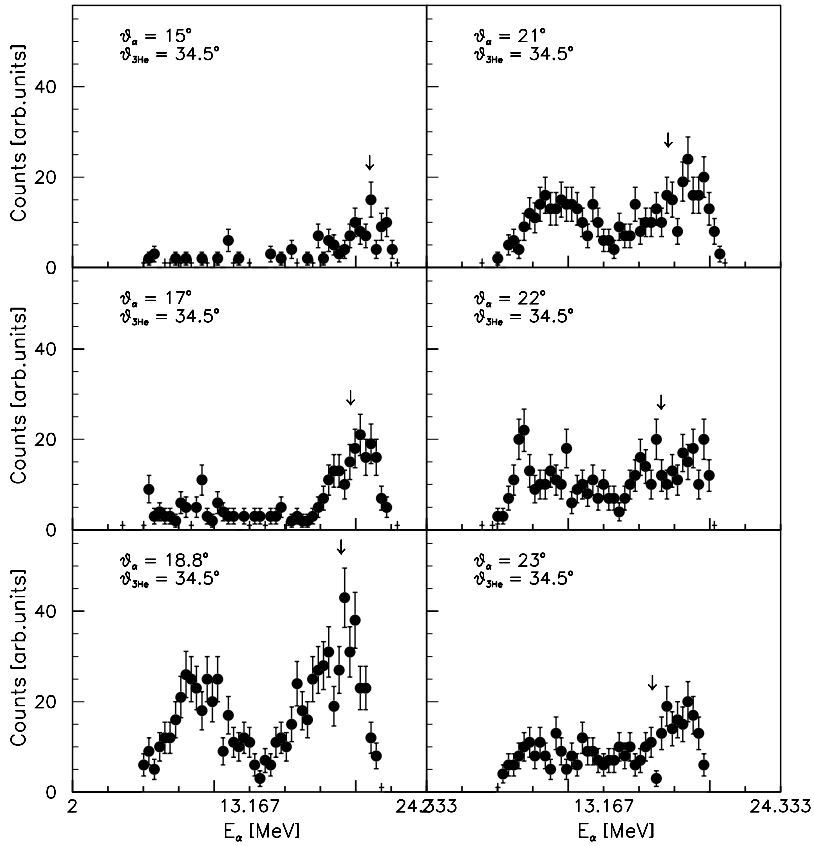 ϑα = 15°
ϑ3He = 34.5°
ϑα = 21°
ϑ3He = 34.5°
Counts [arb.units]
40
20
0
ϑα = 17°
ϑ3He = 34.5°
ϑα = 22°
ϑ3He = 34.5°
Counts [arb.units]
40
20
0
ϑα = 18.8°
ϑ3He = 34.5°
ϑα = 23°
ϑ3He = 34.5°
Counts [arb.units]
40
20
0
2 13.167 24.333 13.167 24.333
Eα [MeV] Eα [MeV]